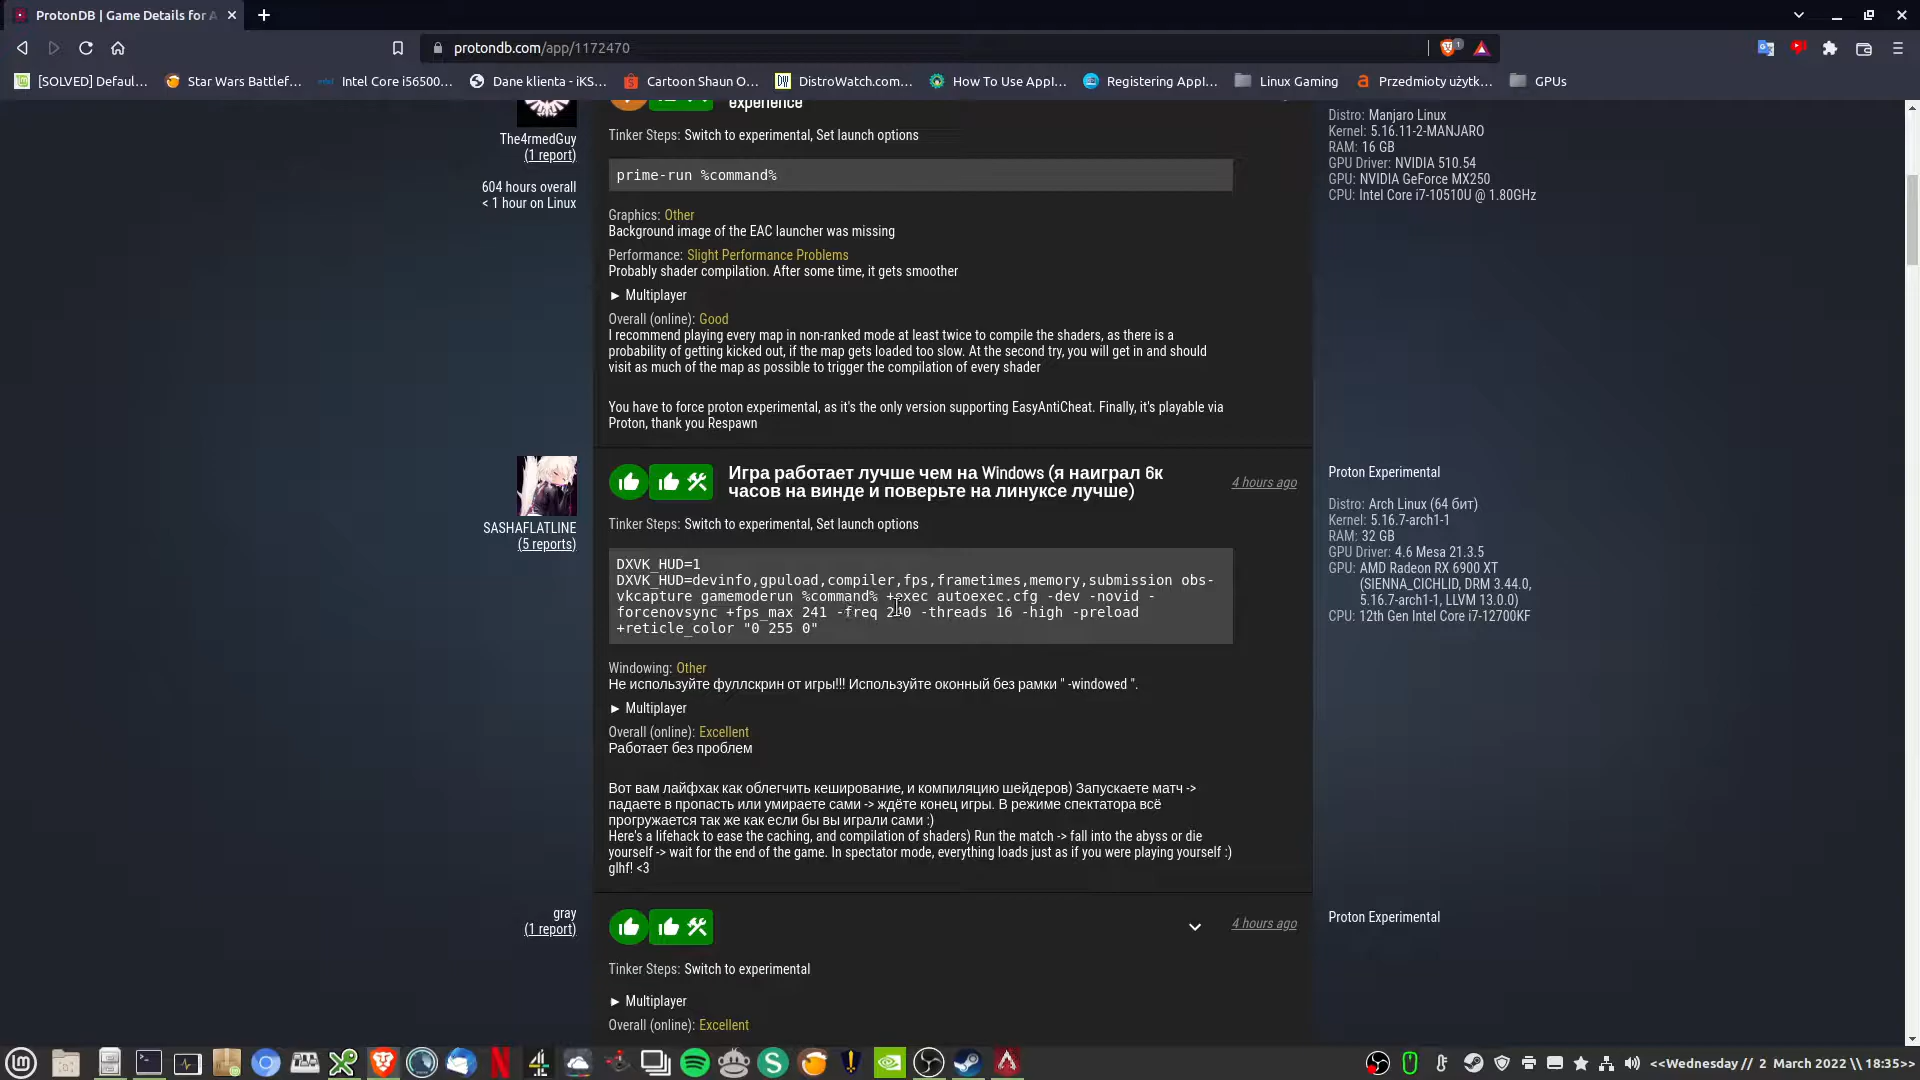 ProtonDB | Game Details for A
protondb.com/app/1172470
1
[SOLVED] Defaul...
Star Wars Battlef...
Intel Core i56500...
Dane klienta - iKS...
Cartoon Shaun O...
DistroWatch.com...
How To Use AppI...
Registering AppI...
Linux Gaming
Przedmioty użytk...
GPUs
experience
The4rmedGuy
(1 report)
604 hours overall
< 1 hour on Linux
Tinker Steps: Switch to experimental, Set launch options
prime-run %command%
Graphics: Other
Background image of the EAC launcher was missing
Performance: Slight Performance Problems
Probably shader compilation. After some time, it gets smoother
► Multiplayer
Overall (online): Good
I recommend playing every map in non-ranked mode at least twice to compile the shaders, as there is a
probability of getting kicked out, if the map gets loaded too slow. At the second try, you will get in and should
visit as much of the map as possible to trigger the compilation of every shader
You have to force proton experimental, as it's the only version supporting EasyAntiCheat. Finally, it's playable via
Proton, thank you Respawn
Distro: Manjaro Linux
Kernel: 5.16.11-2-MANJARO
RAM: 16 GB
GPU Driver: NVIDIA 510.54
GPU: NVIDIA GeForce MX250
CPU: Intel Core i7-10510U @ 1.80GHz
SASHAFLATLINE
(5 reports)
Игра работает лучше чем на Windows (я наиграл 6к
часов на винде и поверьте на линуксе лучше)
4 hours ago
Tinker Steps: Switch to experimental, Set launch options
DXVK_HUD=1
DXVK_HUD=devinfo,gpuload,compiler,fps,frametimes,memory,submission obs-
vkcapture gamemoderun %command% +exec autoexec.cfg -dev -novid -
forcenovsync +fps_max 241 -freq 240 -threads 16 -high -preload
+reticle_color "0 255 0"
Windowing: Other
Не используйте фуллскрин от игры!!! Используйте оконный без рамки " -windowed ".
► Multiplayer
Overall (online): Excellent
Работает без проблем
Вот вам лайфхак как облегчить кеширование, и компиляцию шейдеров) Запускаете матч ->
падаете в пропасть или умираете сами -> ждёте конец игры. В режиме спектатора всё
прогружается так же как если бы вы играли сами :)
Here's a lifehack to ease the caching, and compilation of shaders) Run the match -> fall into the abyss or die
yourself -> wait for the end of the game. In spectator mode, everything loads just as if you were playing yourself :)
glhf! <3
Proton Experimental
Distro: Arch Linux (64 бит)
Kernel: 5.16.7-arch1-1
RAM: 32 GB
GPU Driver: 4.6 Mesa 21.3.5
GPU: AMD Radeon RX 6900 XT
(SIENNA_CICHLID, DRM 3.44.0,
5.16.7-arch1-1, LLVM 13.0.0)
CPU: 12th Gen Intel Core i7-12700KF
gray
(1 report)
4 hours ago
Tinker Steps: Switch to experimental
► Multiplayer
Overall (online): Excellent
Proton Experimental
<<Wednesday // 2 March 2022 \\ 18:35>>